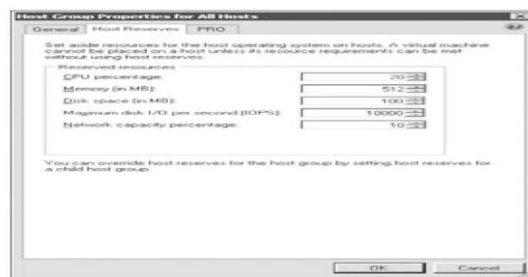 Host Group Properties for All Hosts
General Host Reserves PRO
Set aside resources for the host operating system on hosts. A virtual machine
cannot be placed on a host unless its resource requirements can be met
without using host reserves.
Reserved resources
CPU percentage: 20
Memory (in MB): 512
Disk space (in MB): 100
Maximum disk I/O per second (IOPS): 10000
Network capacity percentage: 10
You can override host reserves for the host group by setting host reserves for
a child host group.
OK Cancel